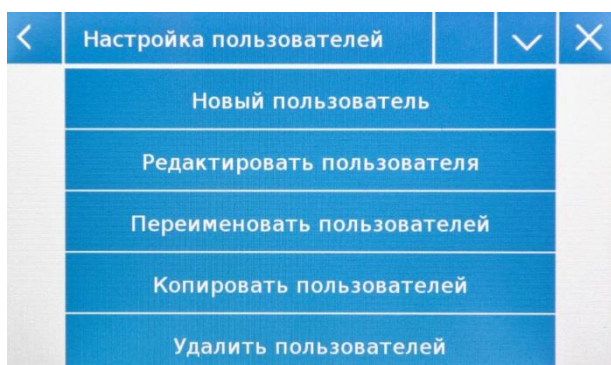 Настройка пользователей
Новый пользователь
Редактировать пользователя
Переименовать пользователей
Копировать пользователей
Удалить пользователей